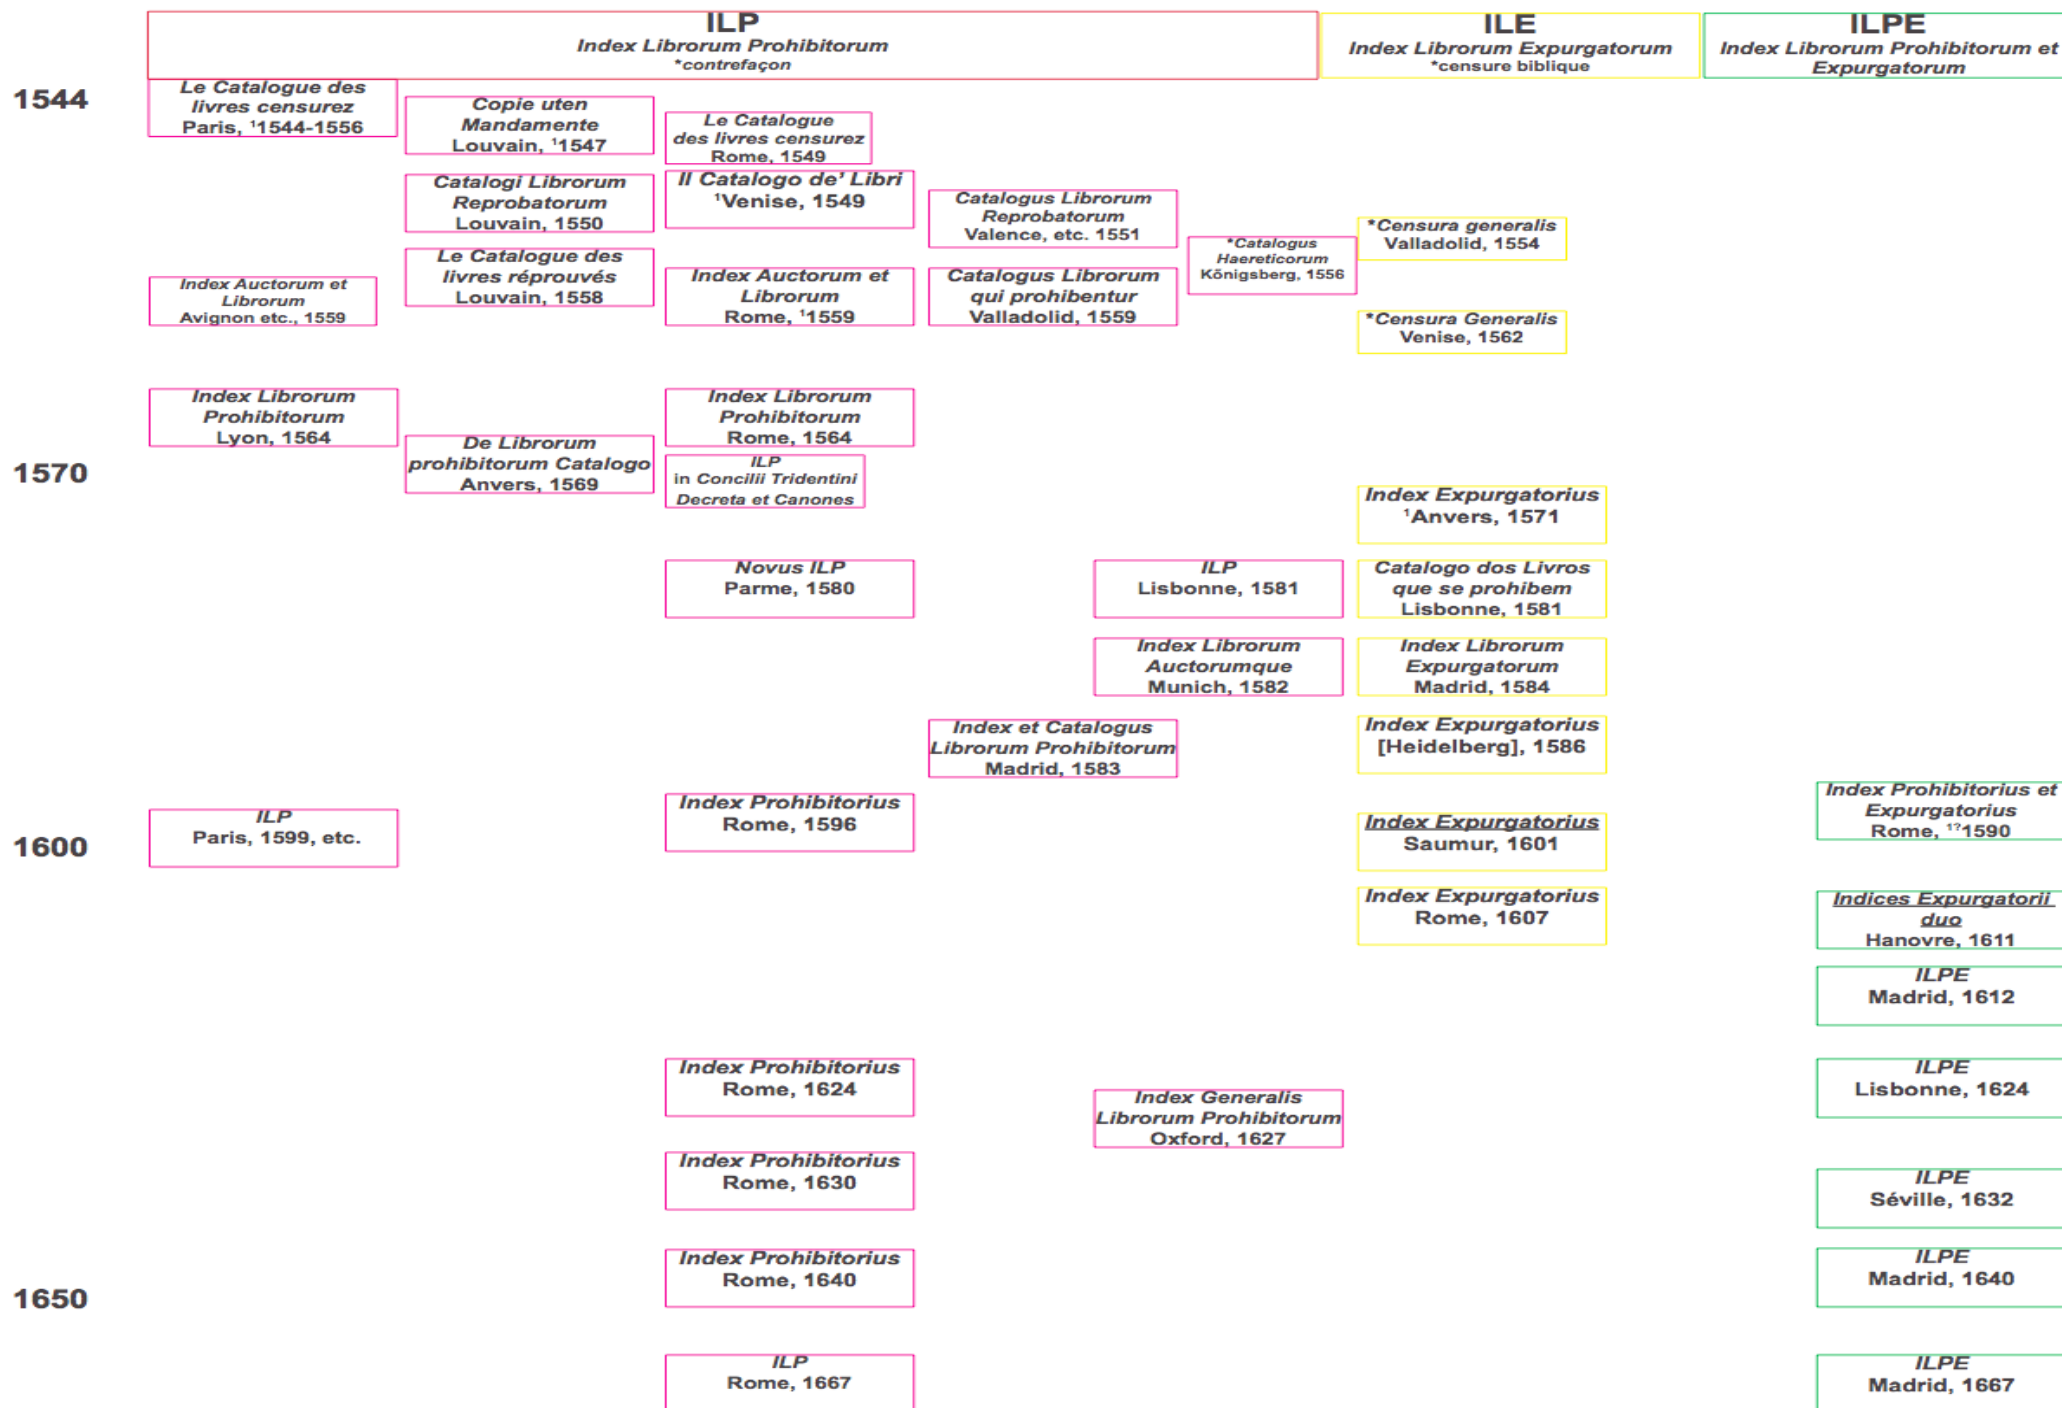 ILP
Index Librorum Prohibitorum
*contrefaçon
ILE
Index Librorum Expurgatorum
*censure biblique
ILPE
Index Librorum Prohibitorum et
Expurgatorum
1544
Le Catalogue des
livres censurez
Paris, ¹1544-1556
Copie uten
Mandamente
Louvain, ¹1547
Le Catalogue
des livres censurez
Rome, 1549
Catalogi Librorum
Reprobatorum
Louvain, 1550
Il Catalogo de' Libri
¹Venise, 1549
Catalogus Librorum
Reprobatorum
Valence, etc. 1551
*Censura generalis
Valladolid, 1554
*Catalogus
Haereticorum
Kőnigsberg, 1556
Le Catalogue des
livres réprouvés
Louvain, 1558
Index Auctorum et
Librorum
Avignon etc., 1559
Index Auctorum et
Librorum
Rome, ¹1559
Catalogus Librorum
qui prohibentur
Valladolid, 1559
*Censura Generalis
Venise, 1562
Index Librorum
Prohibitorum
Lyon, 1564
Index Librorum
Prohibitorum
Rome, 1564
1570
De Librorum
prohibitorum Catalogo
Anvers, 1569
ILP
in Concilii Tridentini
Decreta et Canones
Index Expurgatorius
¹Anvers, 1571
Novus ILP
Parme, 1580
ILP
Lisbonne, 1581
Catalogo dos Livros
que se prohibem
Lisbonne, 1581
Index Librorum
Auctorumque
Munich, 1582
Index Librorum
Expurgatorum
Madrid, 1584
Index et Catalogus
Librorum Prohibitorum
Madrid, 1583
Index Expurgatorius
[Heidelberg], 1586
Index Prohibitorius et
Expurgatorius
Rome, ¹?1590
1600
ILP
Paris, 1599, etc.
Index Prohibitorius
Rome, 1596
Index Expurgatorius
Saumur, 1601
Index Expurgatorius
Rome, 1607
Indices Expurgatorii
duo
Hanovre, 1611
ILPE
Madrid, 1612
Index Prohibitorius
Rome, 1624
ILPE
Lisbonne, 1624
Index Generalis
Librorum Prohibitorum
Oxford, 1627
Index Prohibitorius
Rome, 1630
ILPE
Séville, 1632
Index Prohibitorius
Rome, 1640
ILPE
Madrid, 1640
1650
ILP
Rome, 1667
ILPE
Madrid, 1667